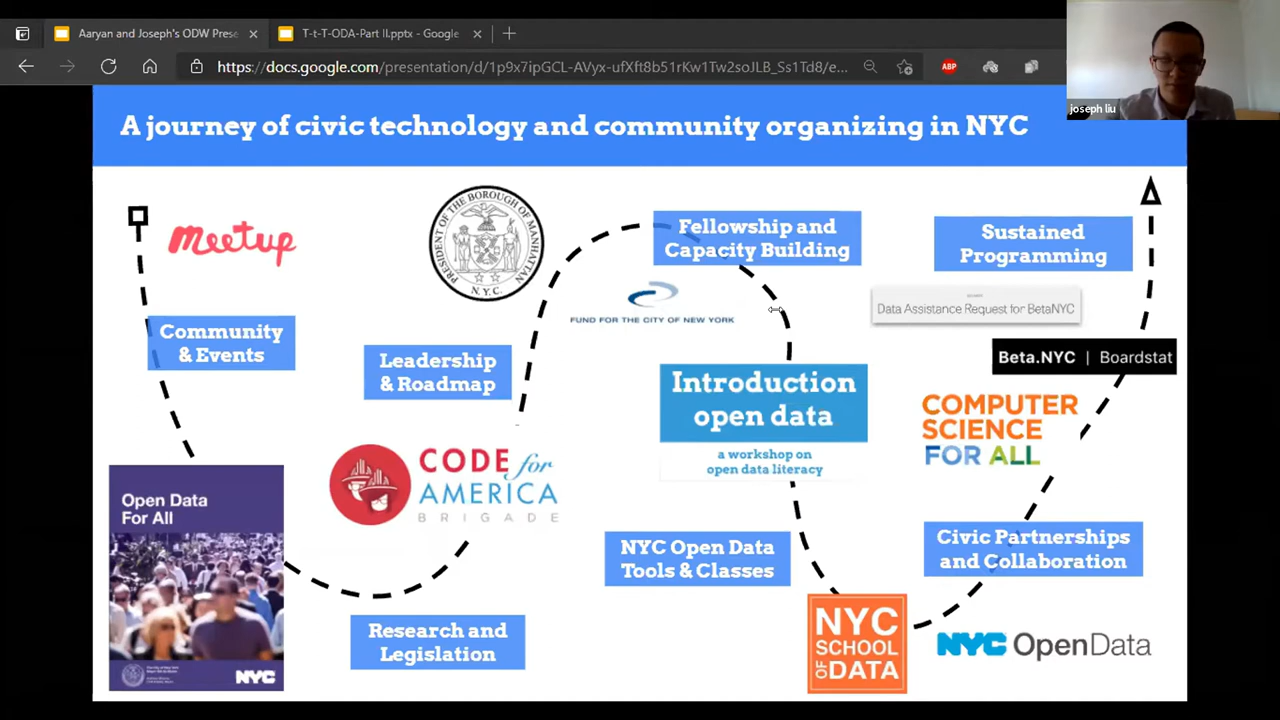 Aaryan and Joseph's ODW Prese
T-t-T-ODA-Part II.pptx - Google
https://docs.google.com/presentation/d/1p9x7ipGCL-AVyx-ufXft8b51rKw1Tw2soJLB_Ss1Td8/e...
ABP
joseph liu
A journey of civic technology and community organizing in NYC
Meetup
PRESIDENT OF THE BOROUGH OF MANHATTAN
N.Y.C.
Fellowship and
Capacity Building
Sustained
Programming
FUND FOR THE CITY OF NEW YORK
Data Assistance Request for BetaNYC
Community
& Events
Leadership
& Roadmap
Beta.NYC | Boardstat
Introduction
open data
a workshop on
open data literacy
COMPUTER
SCIENCE
FOR ALL
CODE for
AMERICA
BRIGADE
Open Data
For All
NYC
NYC Open Data
Tools & Classes
Civic Partnerships
and Collaboration
Research and
Legislation
NYC
SCHOOL
OF DATA
NYC OpenData